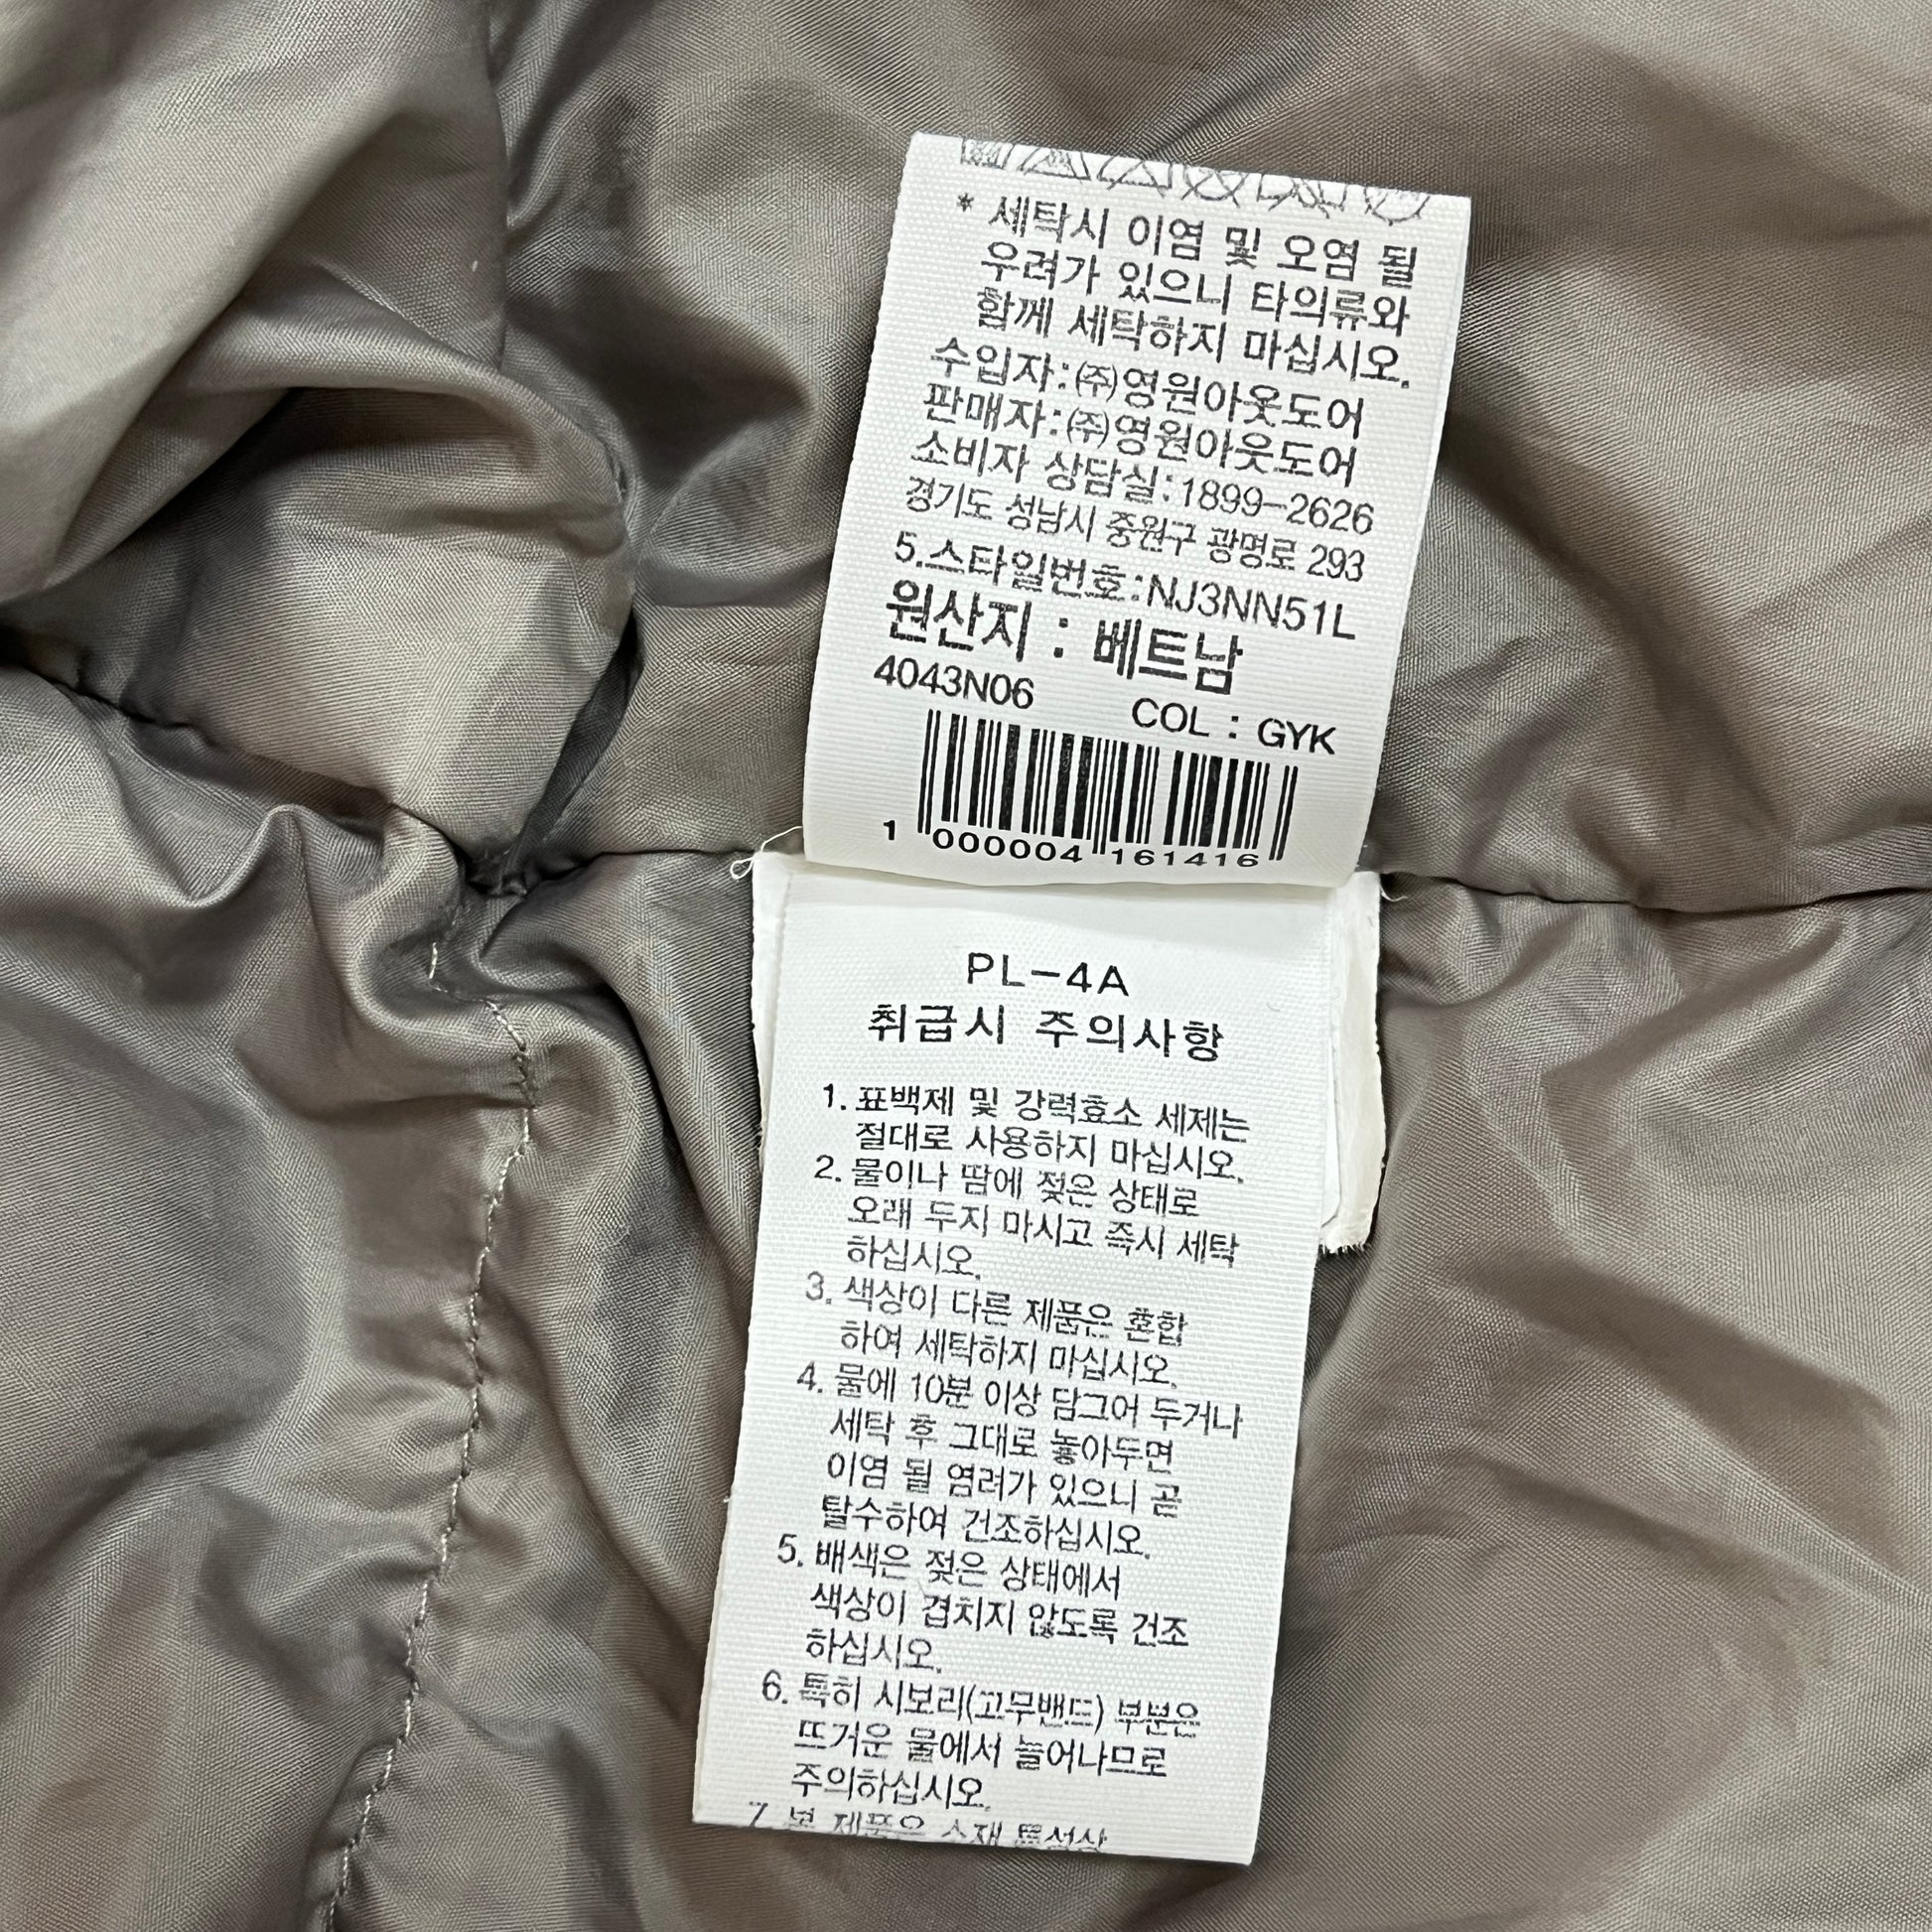 * 세탁시 이염 및 오염 될
우려가 있으니 타의류와
함께 세탁하지 마십시오.
수입자:㈜영원아웃도어
판매자:㈜영원아웃도어
소비자 상담실:1899-2626
경기도 성남시 중원구 광명로 293
5.스타일번호:NJ3NN51L
원산지 : 베트남
4043N06 COL : GYK
1 000004 161416
PL-4A
취급시 주의사항
1. 표백제 및 강력효소 세제는
절대로 사용하지 마십시오.
2. 물이나 땀에 젖은 상태로
오래 두지 마시고 즉시 세탁
하십시오.
3. 색상이 다른 제품은 혼합
하여 세탁하지 마십시오.
4. 물에 10분 이상 담그어 두거나
세탁 후 그대로 놓아두면
이염 될 염려가 있으니 곧
탈수하여 건조하십시오.
5. 배색은 젖은 상태에서
색상이 겹치지 않도록 건조
하십시오.
6. 특히 시보리(고무밴드) 부분은
뜨거운 물에서 늘어나므로
주의하십시오.
7. 본 제품은 소재 특성상